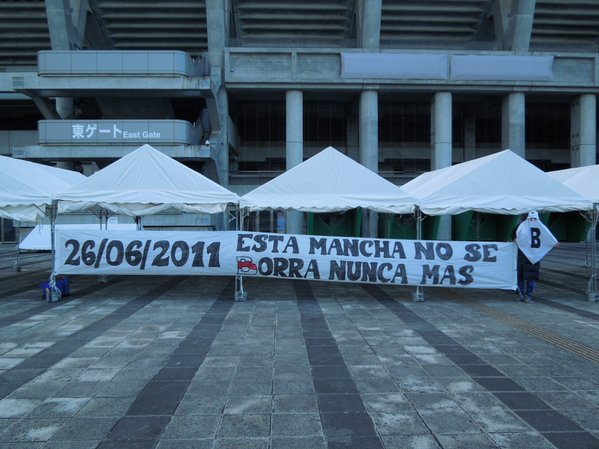 東ゲート East Gate
26/06/2011 ESTA MANCHA NO SE
BORRA NUNCA MAS
B